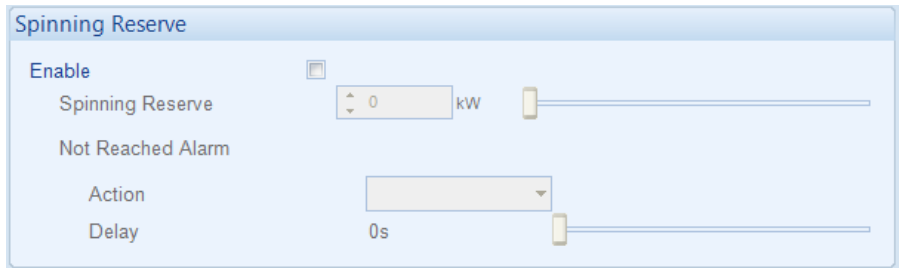 Spinning Reserve
Enable
Spinning Reserve 0 kW
Not Reached Alarm
Action
Delay 0s